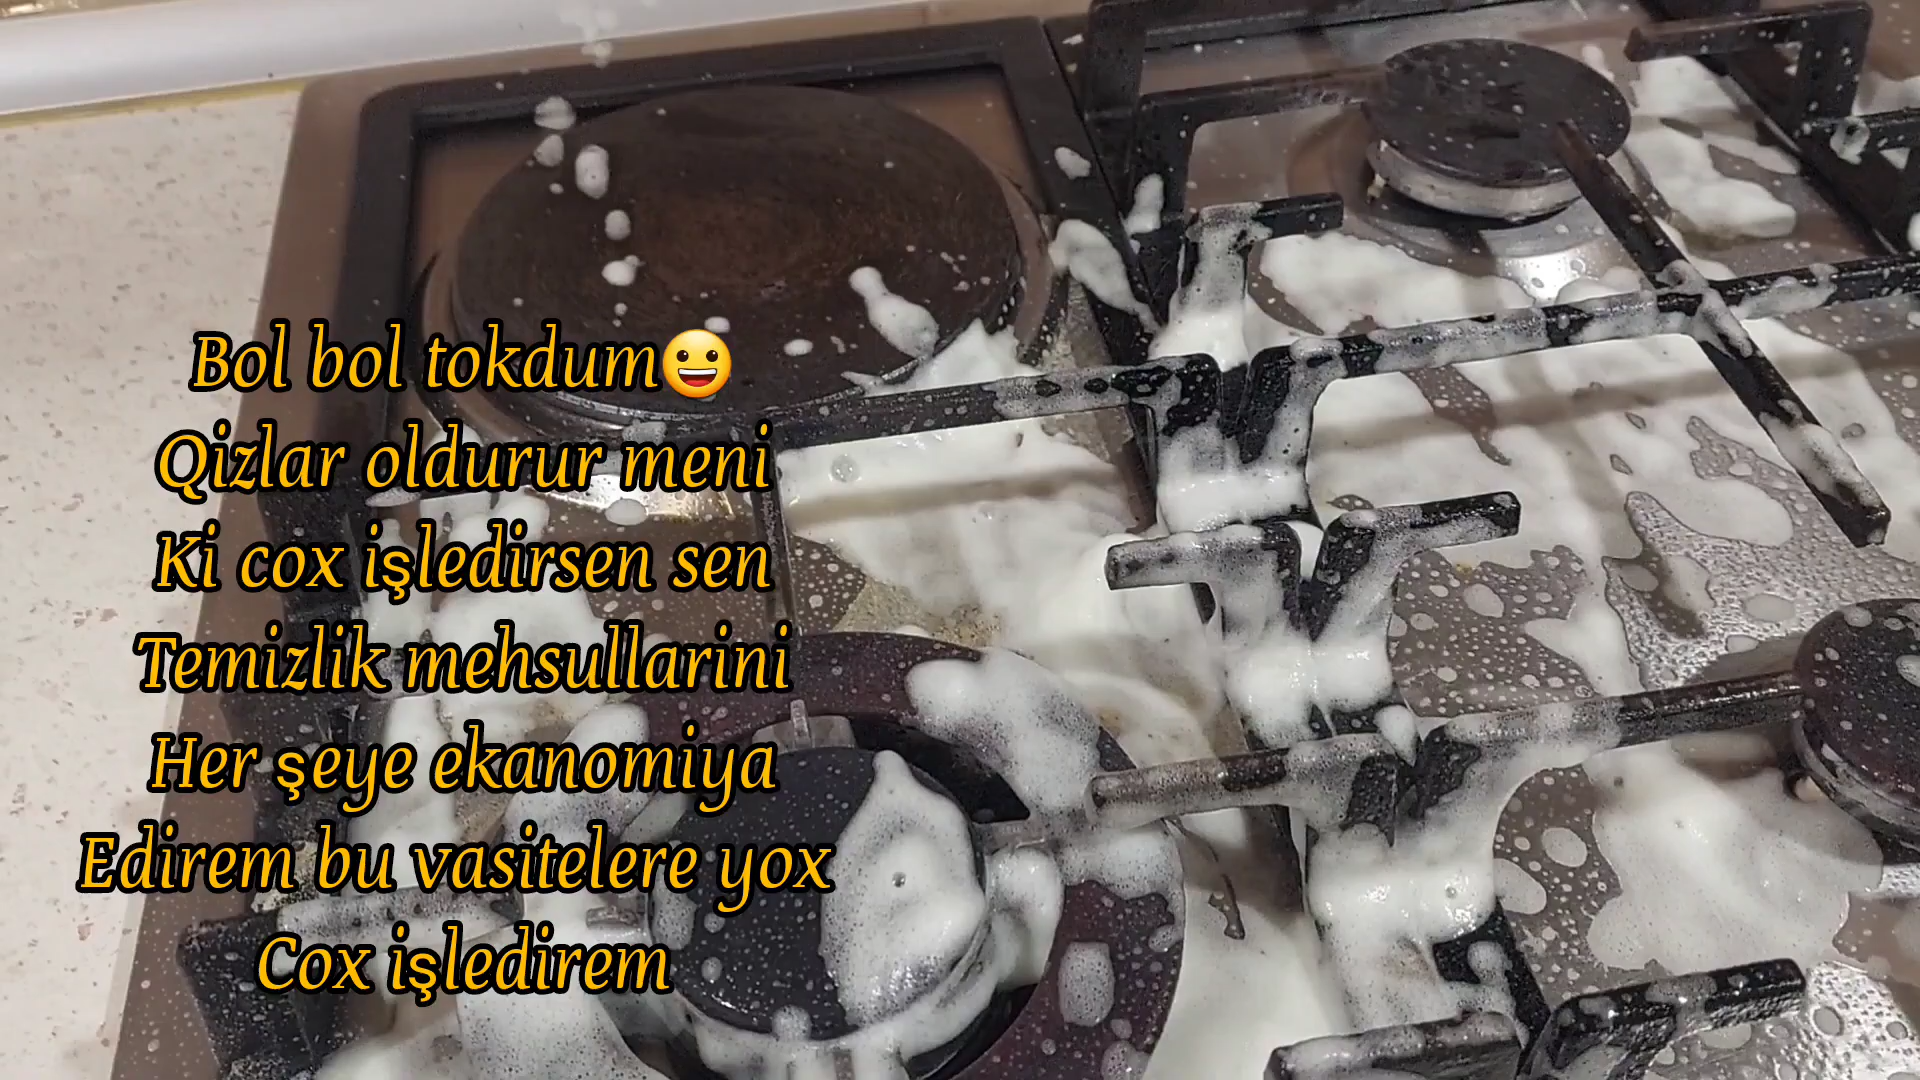 Bol bol tokdum😀
Qizlar oldurur meni
Ki cox işledirsen sen
Temizlik mehsullarini
Her şeye ekanomiya
Edirem bu vasitelere yox
Cox işledirem